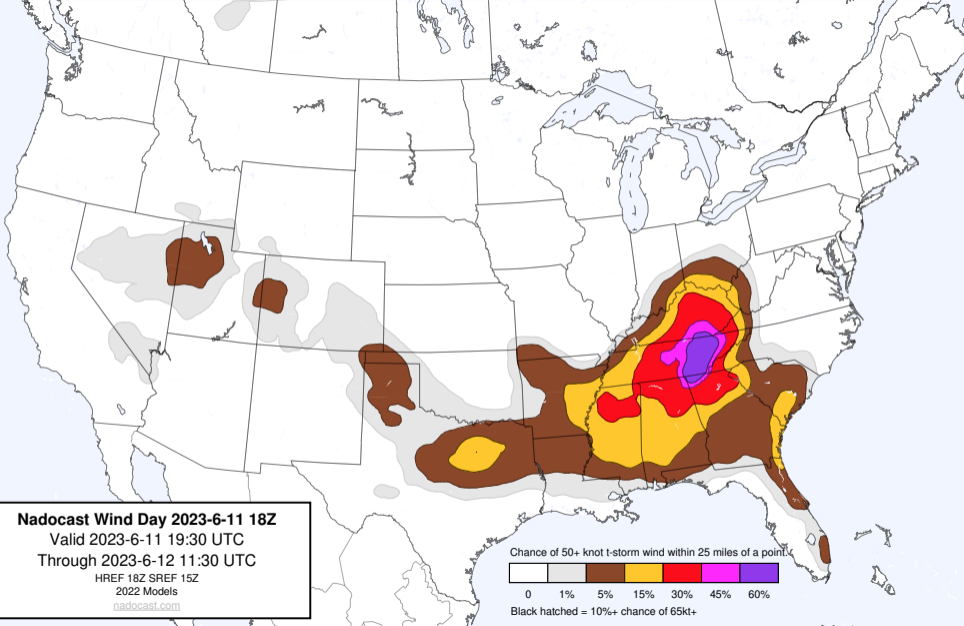 Nadocast Wind Day 2023-6-11 18Z
Valid 2023-6-11 19:30 UTC
Through 2023-6-12 11:30 UTC
HREF 18Z SREF 15Z
2022 Models
nadocast.com
Chance of 50+ knot t-storm wind within 25 miles of a point.
0 1% 5% 15% 30% 45% 60%
Black hatched = 10%+ chance of 65kt+